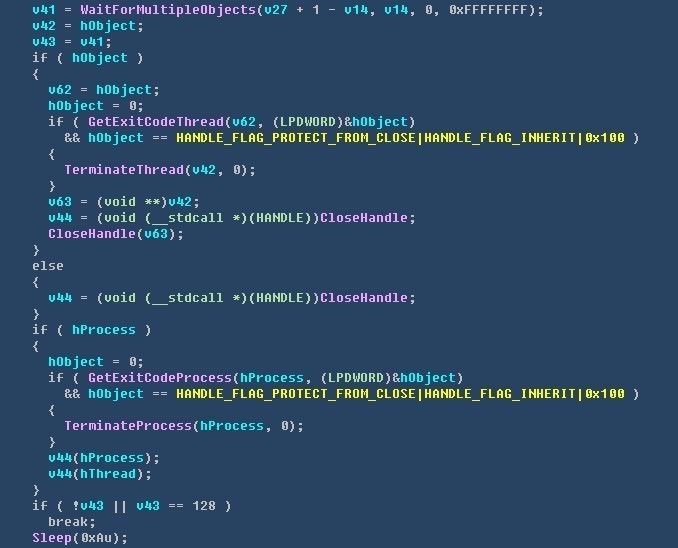 v41 = WaitForMultipleObjects(v27 + 1 - v14, v14, 0, 0xFFFFFFFF);
v42 = hObject;
v43 = v41;
if ( hObject )
{
v62 = hObject;
hObject = 0;
if ( GetExitCodeThread(v62, (LPDWORD)&hObject)
&& hObject == HANDLE_FLAG_PROTECT_FROM_CLOSE|HANDLE_FLAG_INHERIT|0x100 )
{
TerminateThread(v42, 0);
}
v63 = (void **)v42;
v44 = (void (__stdcall *)(HANDLE))CloseHandle;
CloseHandle(v63);
}
else
{
v44 = (void (__stdcall *)(HANDLE))CloseHandle;
}
if ( hProcess )
{
hObject = 0;
if ( GetExitCodeProcess(hProcess, (LPDWORD)&hObject)
&& hObject == HANDLE_FLAG_PROTECT_FROM_CLOSE|HANDLE_FLAG_INHERIT|0x100 )
{
TerminateProcess(hProcess, 0);
}
v44(hProcess);
v44(hThread);
}
if ( !v43 || v43 == 128 )
break;
Sleep(0xAu);